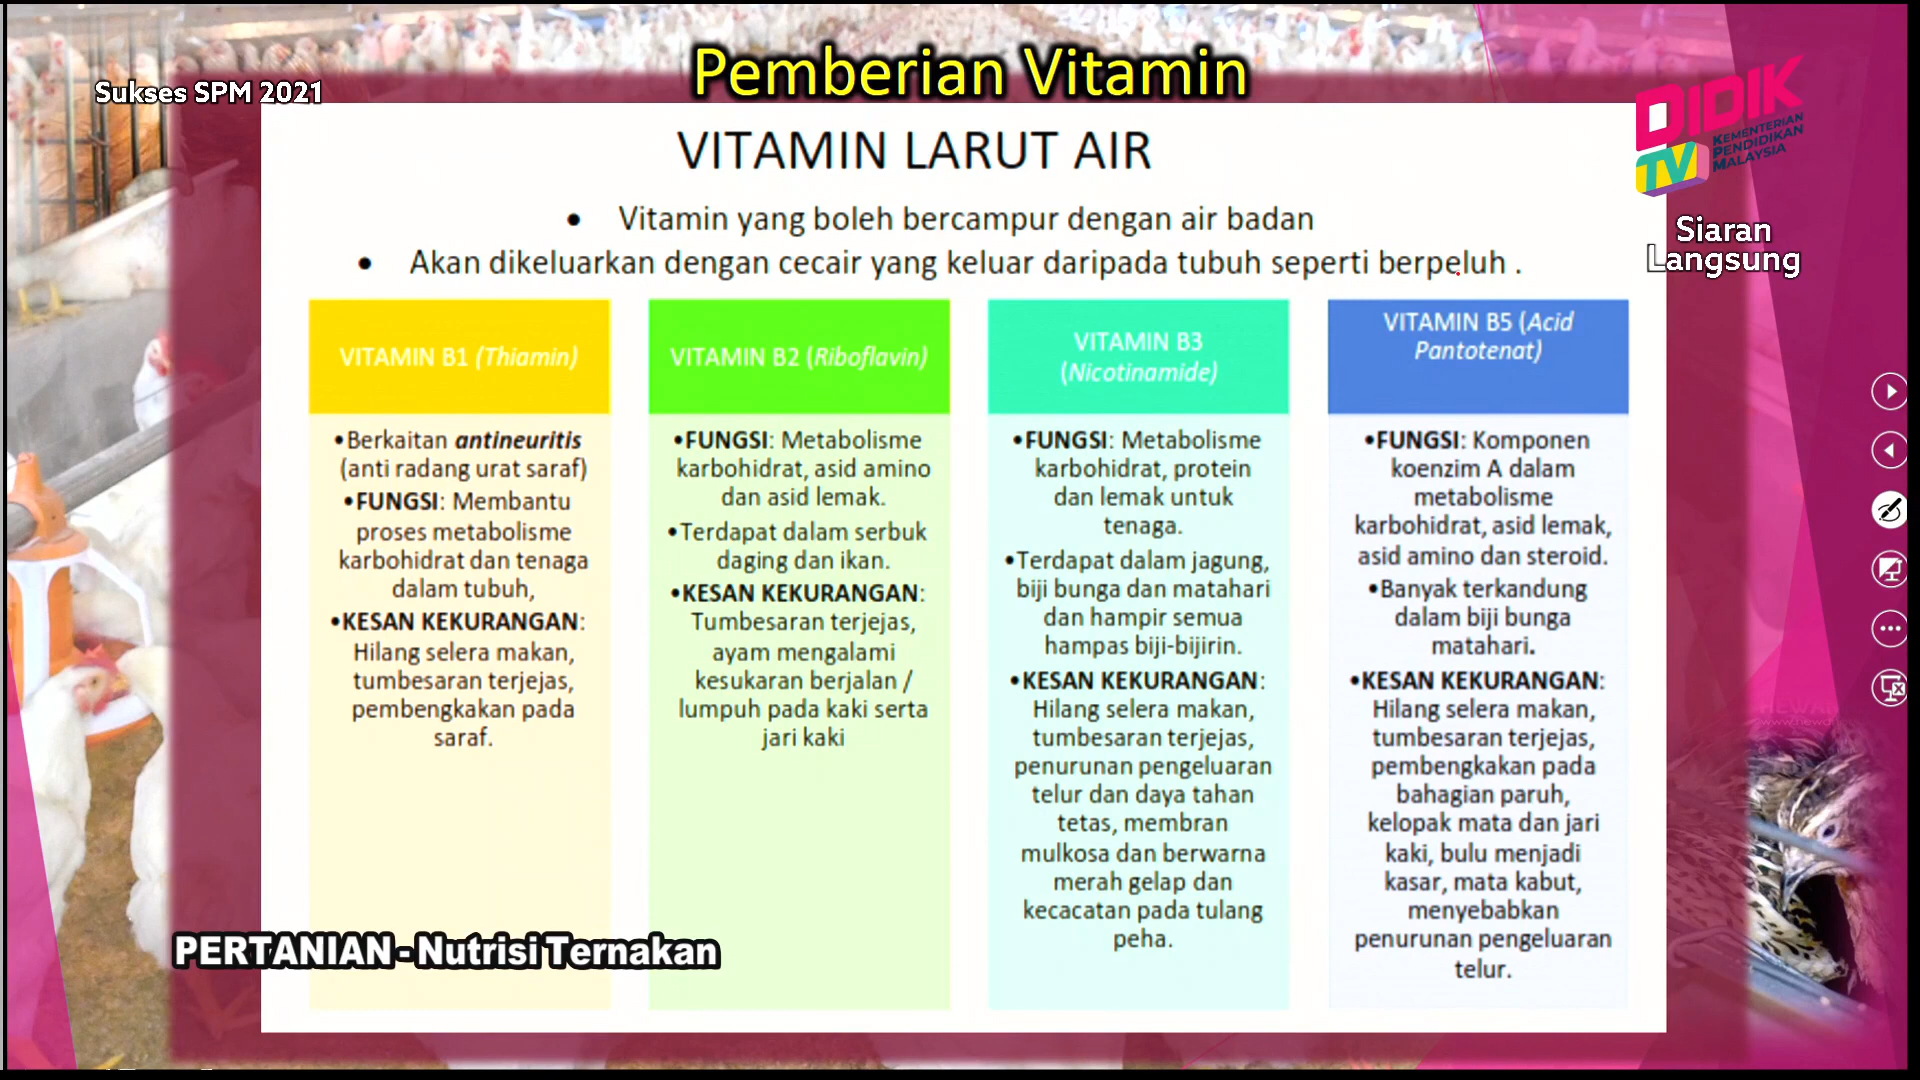 Pemberian Vitamin
Sukses SPM 2021
DIDIK
TV
KEMENTERIAN
PENDIDIKAN
MALAYSIA
Siaran
Langsung
VITAMIN LARUT AIR
• Vitamin yang boleh bercampur dengan air badan
• Akan dikeluarkan dengan cecair yang keluar daripada tubuh seperti berpeluh .
VITAMIN B1 (Thiamin)
•Berkaitan antineuritis
(anti radang urat saraf)
•FUNGSI: Membantu
proses metabolisme
karbohidrat dan tenaga
dalam tubuh,
•KESAN KEKURANGAN:
Hilang selera makan,
tumbesaran terjejas,
pembengkakan pada
saraf.
VITAMIN B2 (Riboflavin)
•FUNGSI: Metabolisme
karbohidrat, asid amino
dan asid lemak.
•Terdapat dalam serbuk
daging dan ikan.
•KESAN KEKURANGAN:
Tumbesaran terjejas,
ayam mengalami
kesukaran berjalan /
lumpuh pada kaki serta
jari kaki
VITAMIN B3
(Nicotinamide)
•FUNGSI: Metabolisme
karbohidrat, protein
dan lemak untuk
tenaga.
•Terdapat dalam jagung,
biji bunga dan matahari
dan hampir semua
hampas biji-bijirin.
•KESAN KEKURANGAN:
Hilang selera makan,
tumbesaran terjejas,
penurunan pengeluaran
telur dan daya tahan
tetas, membran
mulkosa dan berwarna
merah gelap dan
kecacatan pada tulang
peha.
VITAMIN B5 (Acid
Pantotenat)
•FUNGSI: Komponen
koenzim A dalam
metabolisme
karbohidrat, asid lemak,
asid amino dan steroid.
•Banyak terkandung
dalam biji bunga
matahari.
•KESAN KEKURANGAN:
Hilang selera makan,
tumbesaran terjejas,
pembengkakan pada
bahagian paruh,
kelopak mata dan jari
kaki, bulu menjadi
kasar, mata kabut,
menyebabkan
penurunan pengeluaran
telur.
PERTANIAN - Nutrisi Ternakan